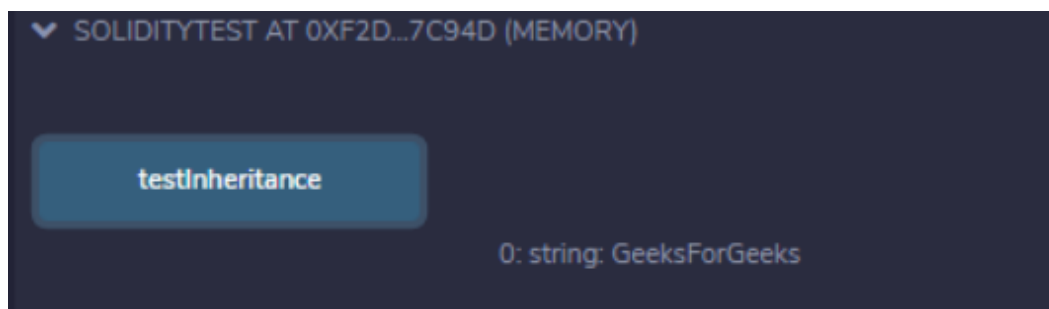 SOLIDITYTEST AT 0XF2D...7C94D (MEMORY)
testInheritance
0: string: GeeksForGeeks